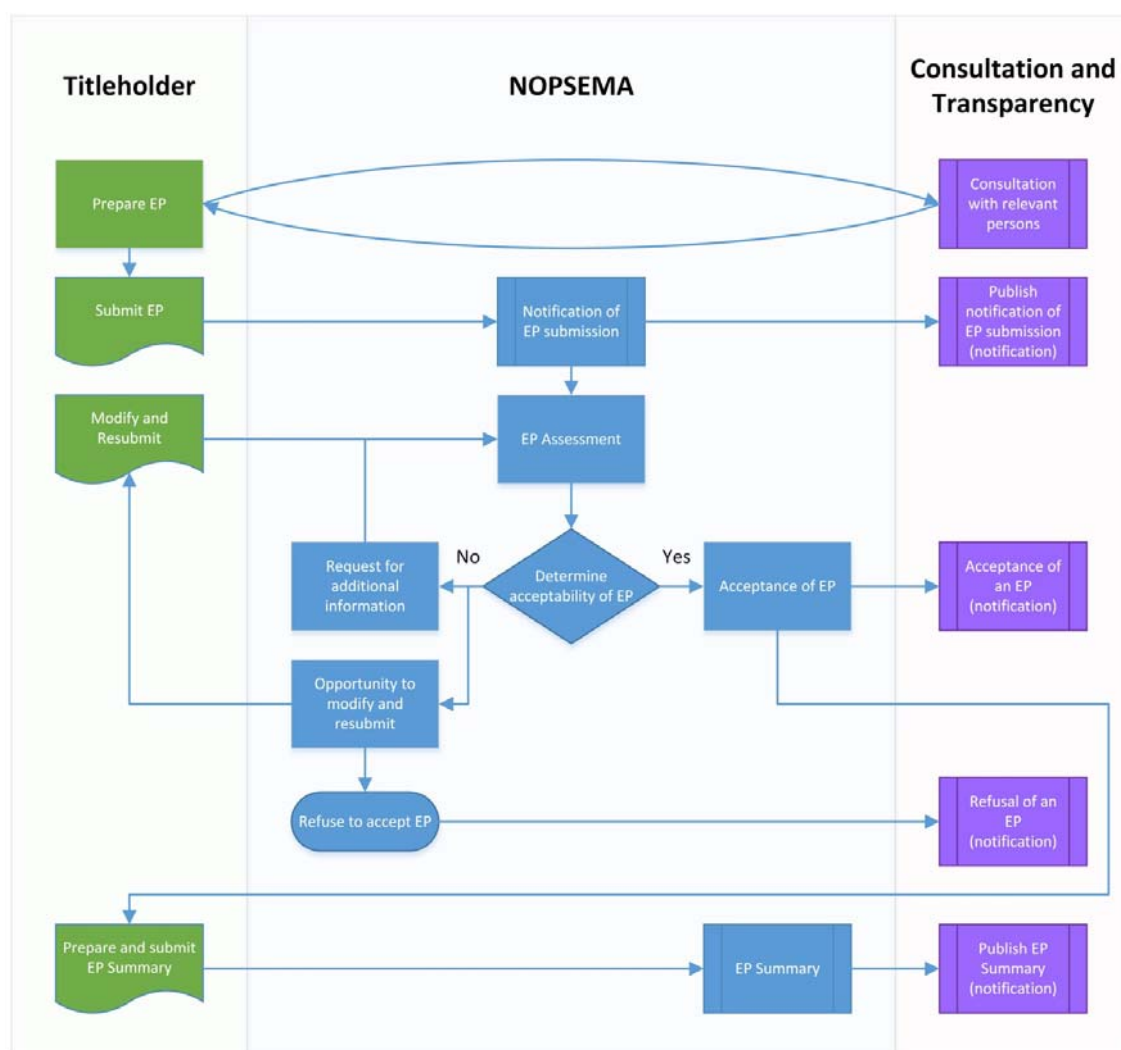 Titleholder
NOPSEMA
Consultation and
Transparency
Prepare EP
Consultation
with relevant
persons
Submit EP
Notification of
EP submission
Publish
notification of
EP submission
(notification)
Modify and
Resubmit
EP Assessment
No
Yes
Request for
additional
information
Determine
acceptability of EP
Acceptance of EP
Acceptance of
an EP
(notification)
Opportunity to
modify and
resubmit
Refuse to accept EP
Refusal of an
EP
(notification)
Prepare and submit
EP Summary
EP Summary
Publish EP
Summary
(notification)